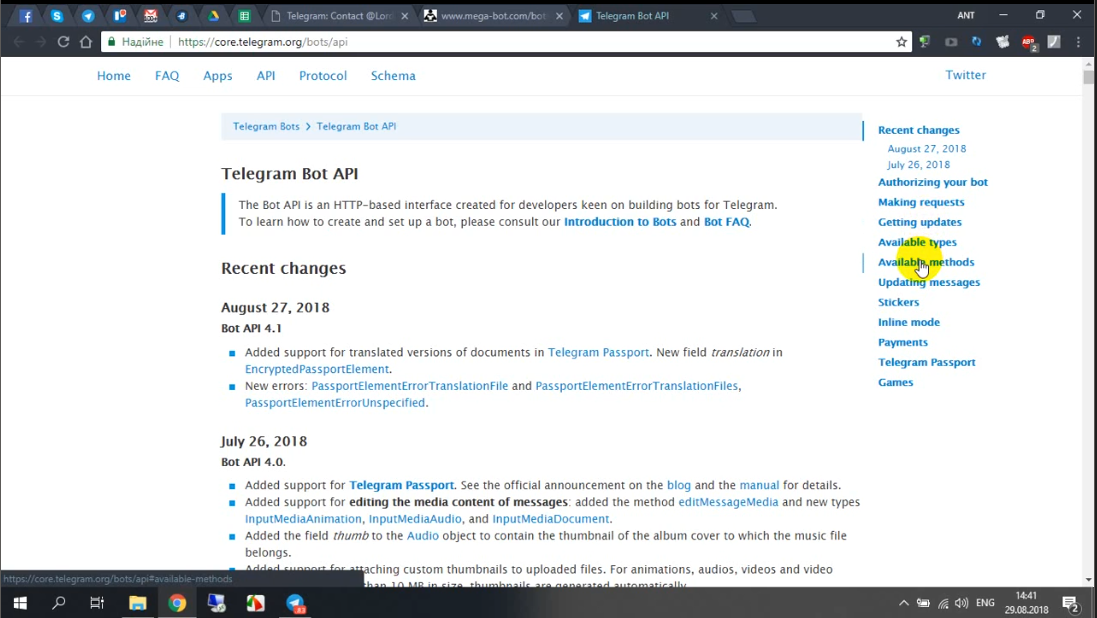 Telegram: Contact @Lord
www.mega-bot.com/bot
Telegram Bot API
ANT
Надійне
https://core.telegram.org/bots/api
Home
FAQ
Apps
API
Protocol
Schema
Twitter
Telegram Bots
Telegram Bot API
Telegram Bot API
The Bot API is an HTTP-based interface created for developers keen on building bots for Telegram.
To learn how to create and set up a bot, please consult our Introduction to Bots and Bot FAQ.
Recent changes
August 27, 2018
Bot API 4.1
Added support for translated versions of documents in Telegram Passport. New field translation in
EncryptedPassportElement.
New errors: PassportElementErrorTranslationFile and PassportElementErrorTranslationFiles,
PassportElementErrorUnspecified.
July 26, 2018
Bot API 4.0.
Added support for Telegram Passport. See the official announcement on the blog and the manual for details.
Added support for editing the media content of messages: added the method editMessageMedia and new types
InputMediaAnimation, InputMediaAudio, and InputMediaDocument.
Added the field thumb to the Audio object to contain the thumbnail of the album cover to which the music file
belongs.
Added support for attaching custom thumbnails to uploaded files. For animations, audios, videos and video
than 10 MB in size, thumbnails are generated automatically.
Recent changes
August 27, 2018
July 26, 2018
Authorizing your bot
Making requests
Getting updates
Available types
Available methods
Updating messages
Stickers
Inline mode
Payments
Telegram Passport
Games
https://core.telegram.org/bots/api#available-methods
ENG
14:41
29.08.2018
2